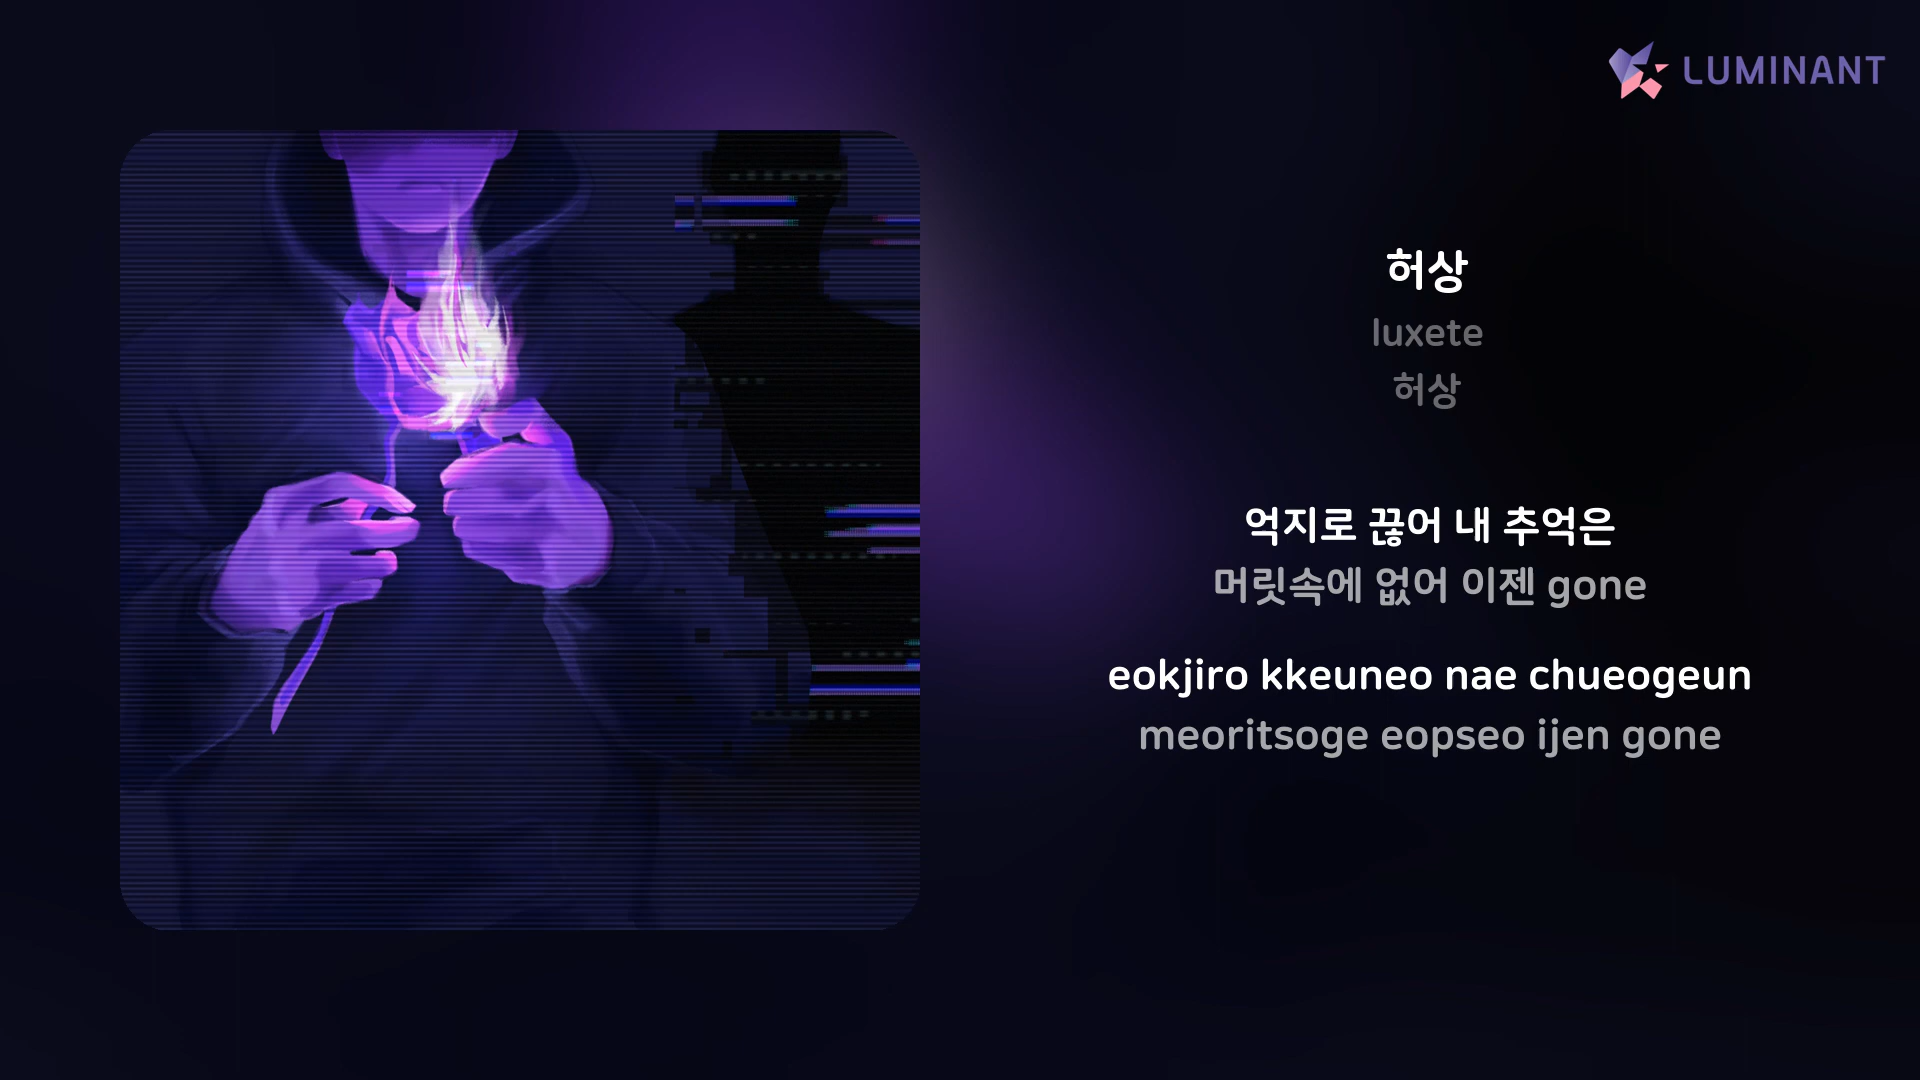 LUMINANT
허상
luxete
허상
억지로 끊어 내 추억은
머릿속에 없어 이젠 gone
eokjiro kkeuneo nae chueogeun
meoritsoge eopseo ijen gone